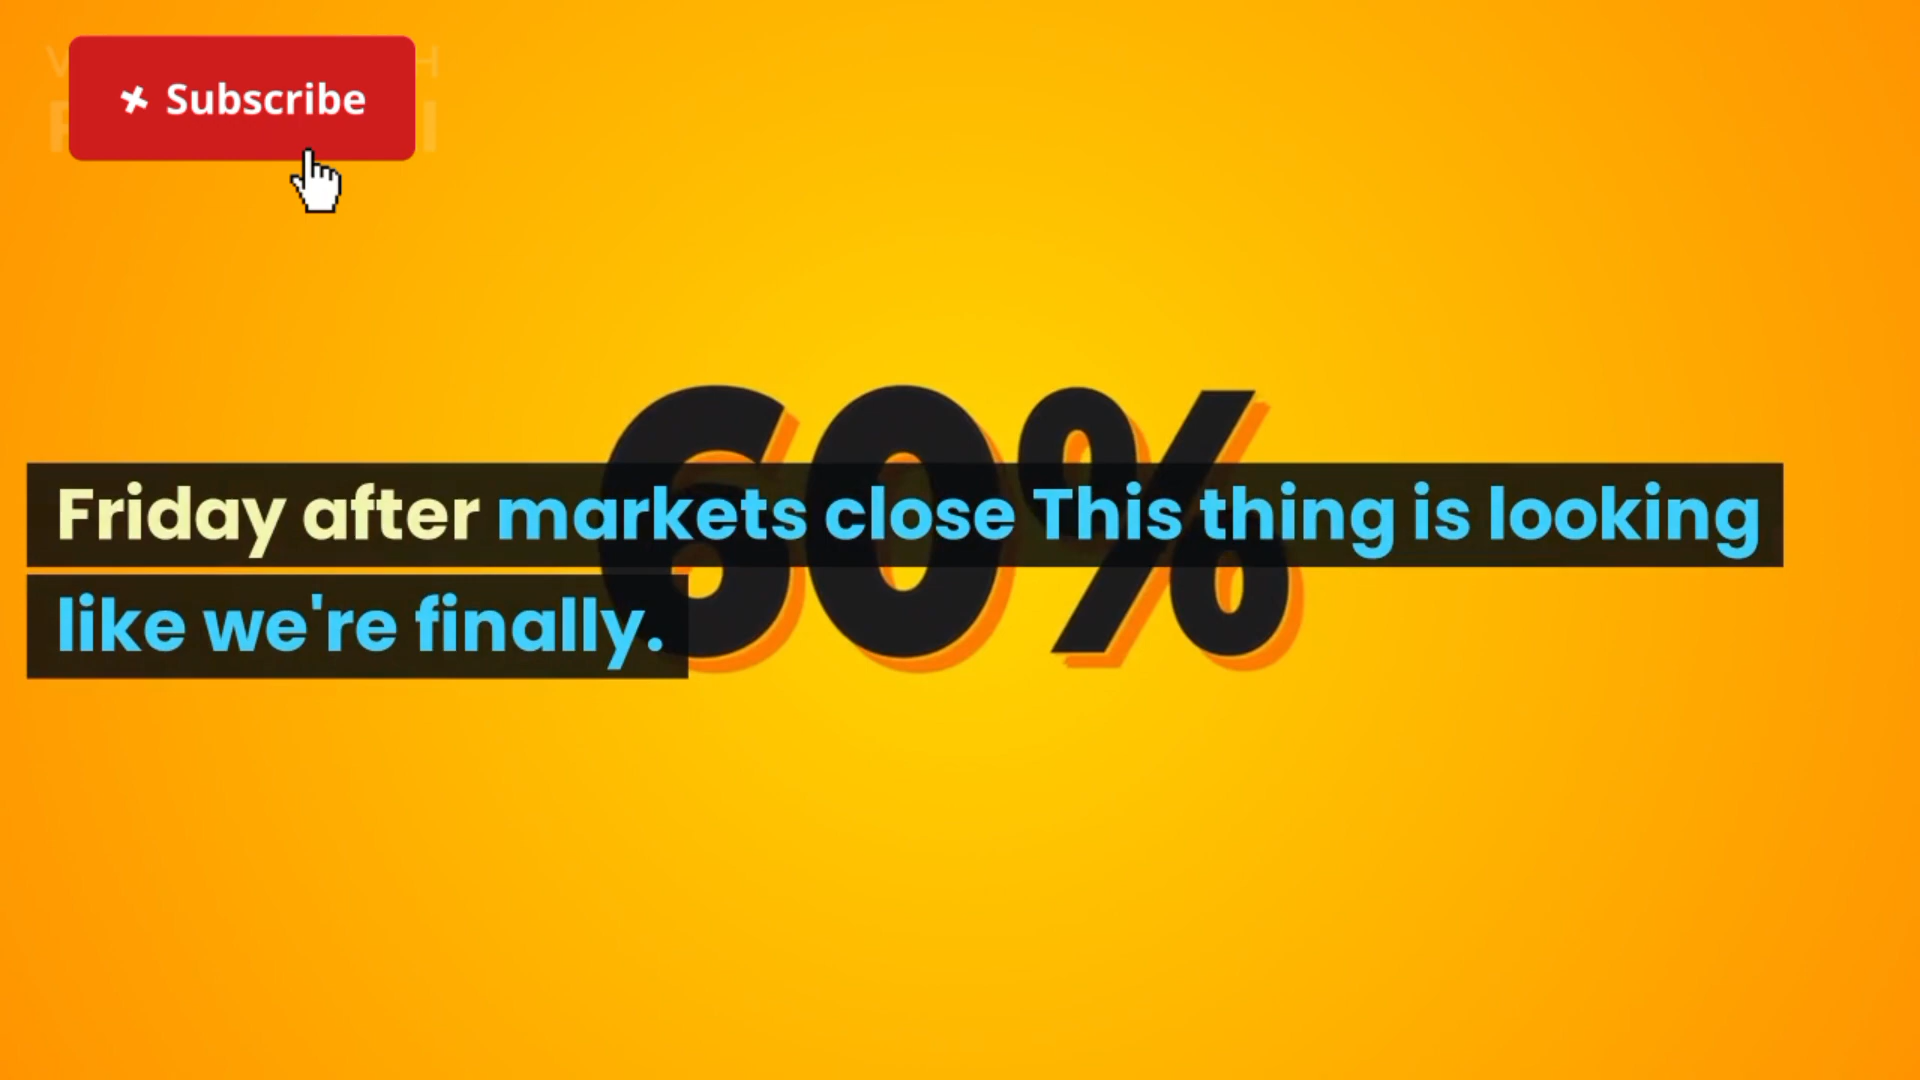 Subscribe
60%
Friday after markets close This thing is looking
like we're finally.